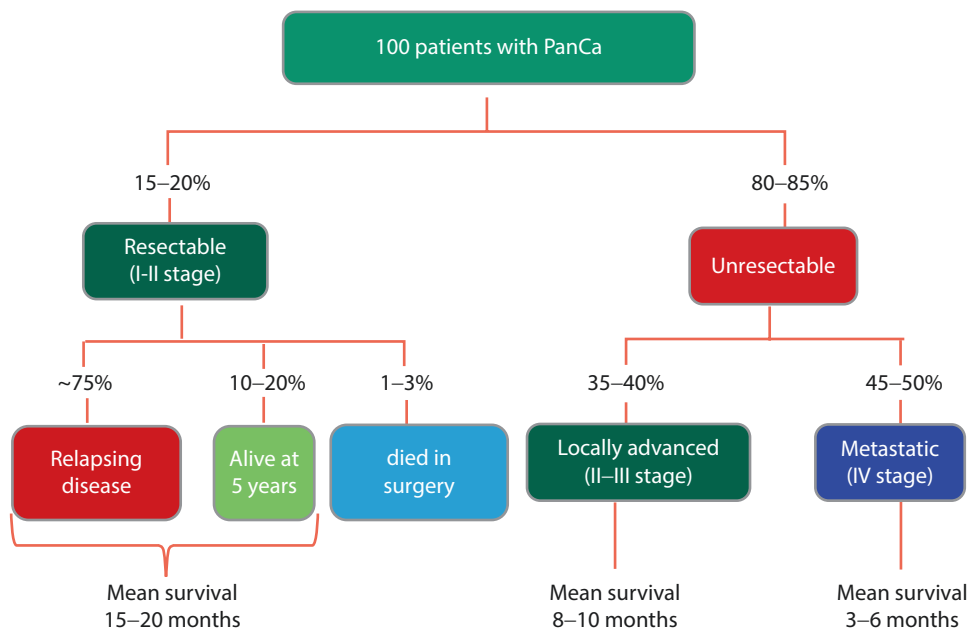 100 patients with PanCa
15–20%
80–85%
Resectable
(I-II stage)
Unresectable
~75%
10–20%
1–3%
35–40%
45–50%
Relapsing
disease
Alive at
5 years
died in
surgery
Locally advanced
(II–III stage)
Metastatic
(IV stage)
Mean survival
15–20 months
Mean survival
8–10 months
Mean survival
3–6 months